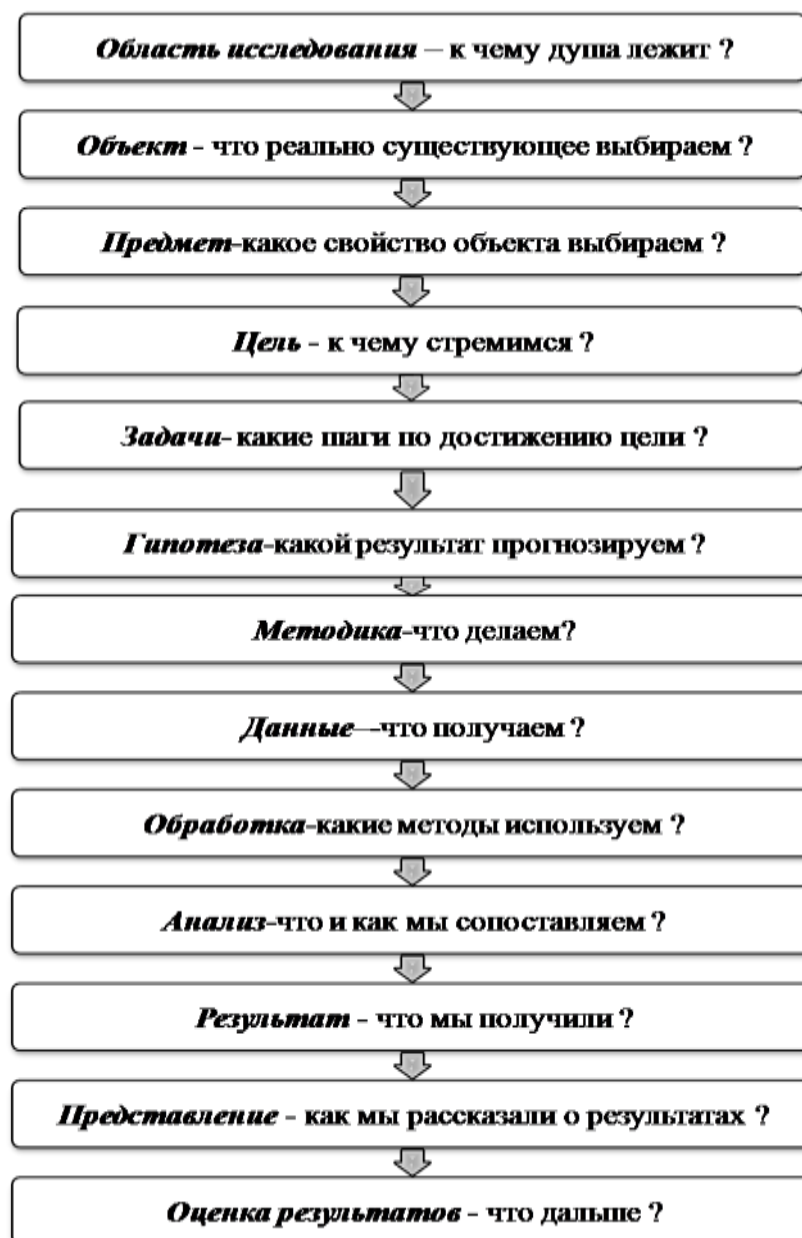 Область исследования – к чему душа лежит ?
Объект - что реально существующее выбираем ?
Предмет-какое свойство объекта выбираем ?
Цель - к чему стремимся ?
Задачи- какие шаги по достижению цели ?
Гипотеза-какой результат прогнозируем ?
Методика-что делаем?
Данные—что получаем ?
Обработка-какие методы используем ?
Анализ-что и как мы сопоставляем ?
Результат - что мы получили ?
Представление - как мы рассказали о результатах ?
Оценка результатов - что дальше ?